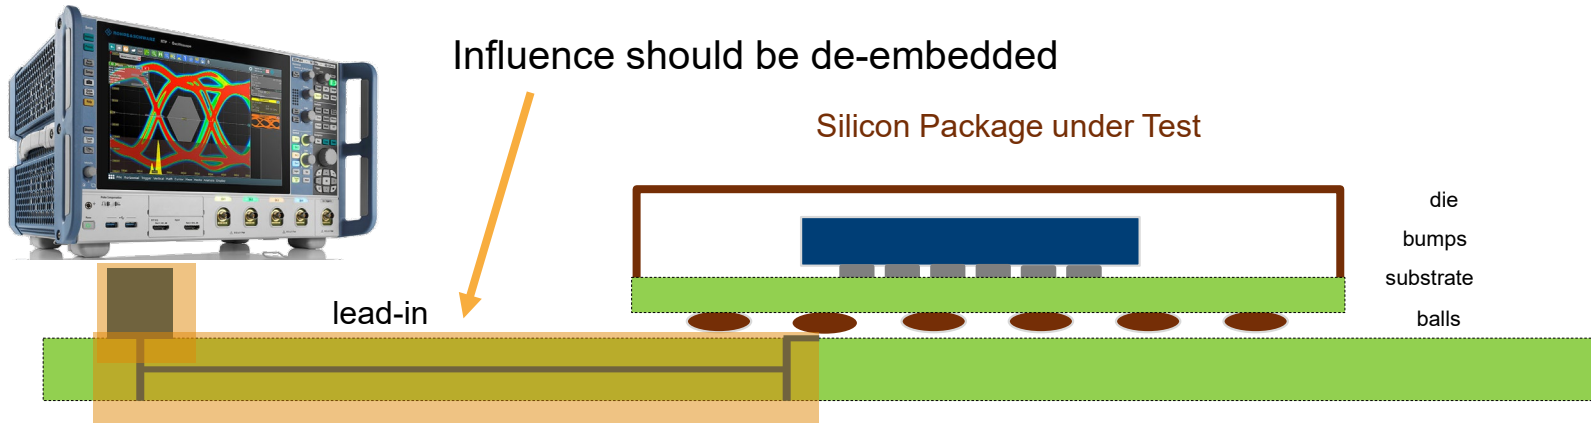 Influence should be de-embedded
Silicon Package under Test
die
bumps
substrate
balls
lead-in